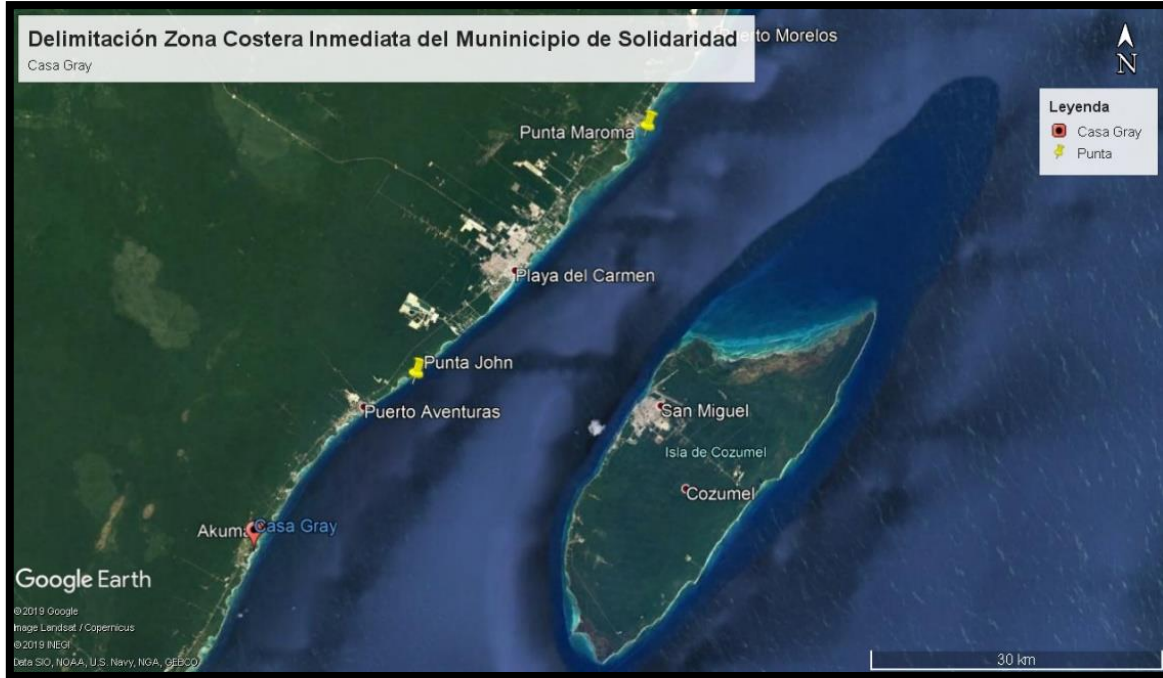 Delimitación Zona Costera Inmediata del Muninicipio de Solidaridad
Casa Gray
erto Morelos
N
Leyenda
Casa Gray
Punta
Punta Maroma
Playa del Carmen
Punta John
Puerto Aventuras
San Miguel
Isla de Cozumel
Cozumel
Akuma
Casa Gray
Google Earth
©2019 Google
Image Landsat / Copernicus
©2019 INEGI
Data SIO, NOAA, U.S. Navy, NGA, GEBCO
30 km